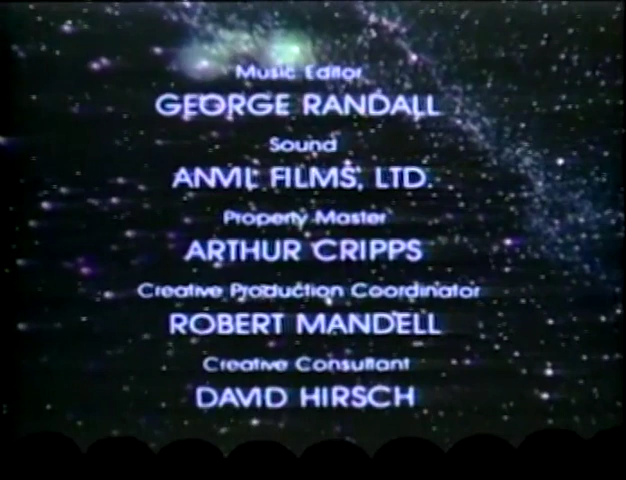 Music Editor
GEORGE RANDALL
Sound
ANVIL FILMS, LTD.
Property Master
ARTHUR CRIPPS
Creative Production Coordinator
ROBERT MANDELL
Creative Consultant
DAVID HIRSCH